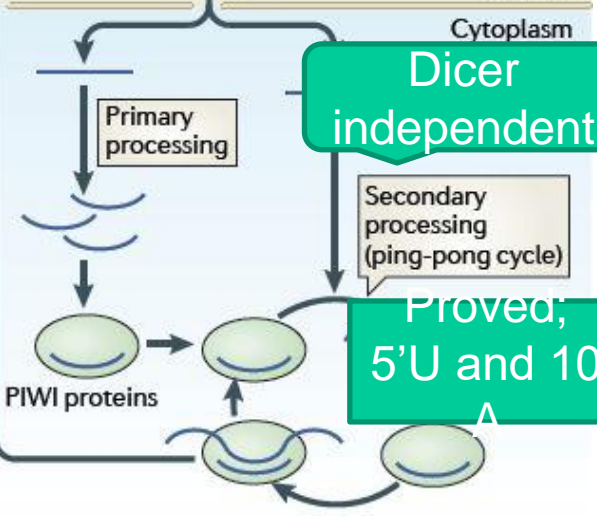 Cytoplasm
Dicer
independent
Primary
processing
Secondary
processing
(ping-pong cycle)
Proved;
5’U and 10
A
PIWI proteins